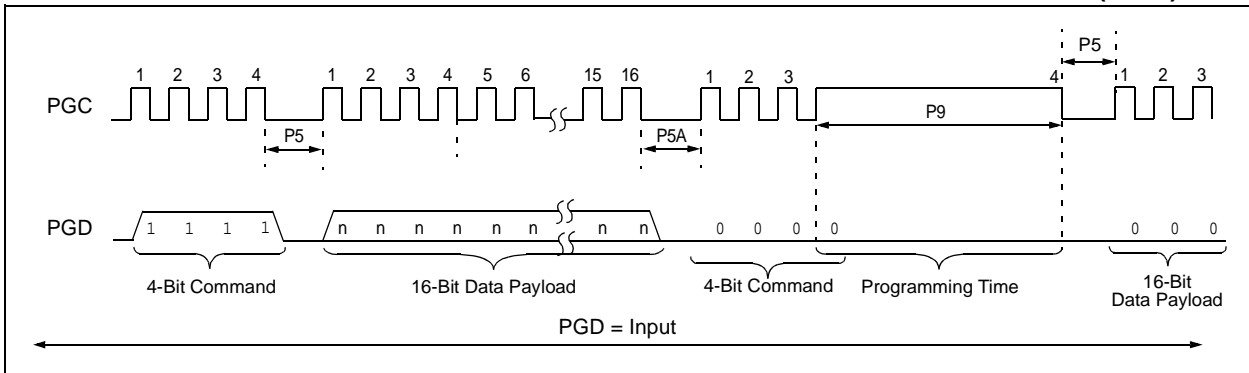 P5
1 2 3 4 1 2 3 4 5 6 15 16 1 2 3 4 1 2 3
PGC
P5 P5A P9
PGD 1 1 1 1 n n n n n n n n 0 0 0 0 0 0 0
4-Bit Command 16-Bit Data Payload 4-Bit Command Programming Time 16-Bit
Data Payload
PGD = Input